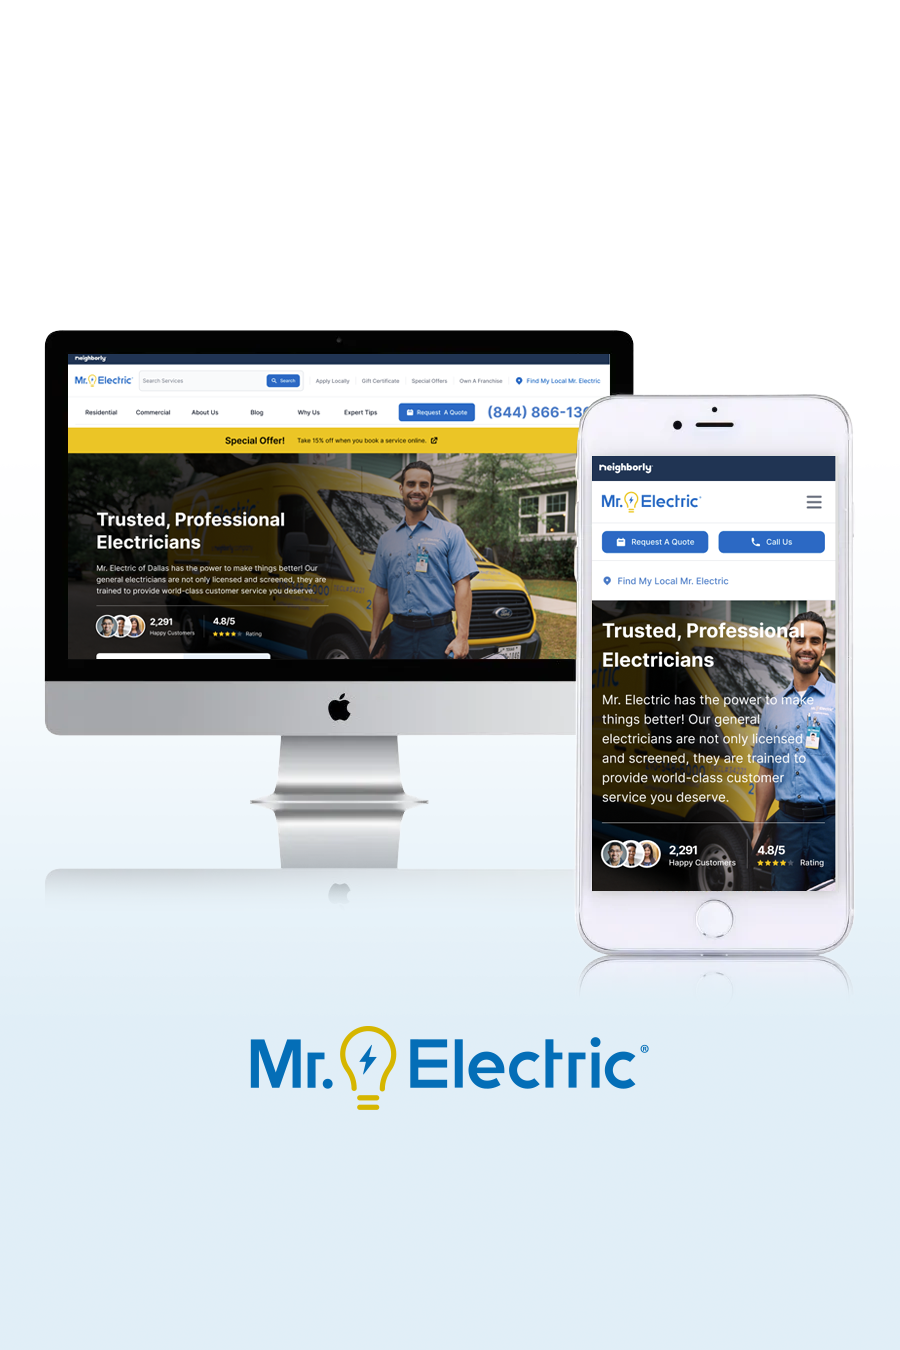 neighborly
Mr. Electric
Search Services
Search
Apply Locally
Gift Certificate
Special Offers
Own A Franchise
Find My Local Mr. Electric
Residential
Commercial
About Us
Blog
Why Us
Expert Tips
Request A Quote
(844) 866-13
Special Offer!
Take 15% off when you book a service online.
Trusted, Professional
Electricians
Mr. Electric of Dallas has the power to make things better! Our
general electricians are not only licensed and screened, they are
trained to provide world-class customer service you deserve.
2,291
Happy Customers
4.8/5
Rating
neighborly
Mr. Electric®
Request A Quote
Call Us
Find My Local Mr. Electric
Trusted, Professional
Electricians
Mr. Electric has the power to make
things better! Our general
electricians are not only licensed
and screened, they are trained to
provide world-class customer
service you deserve.
2,291
Happy Customers
4.8/5
Rating
Mr. Electric®